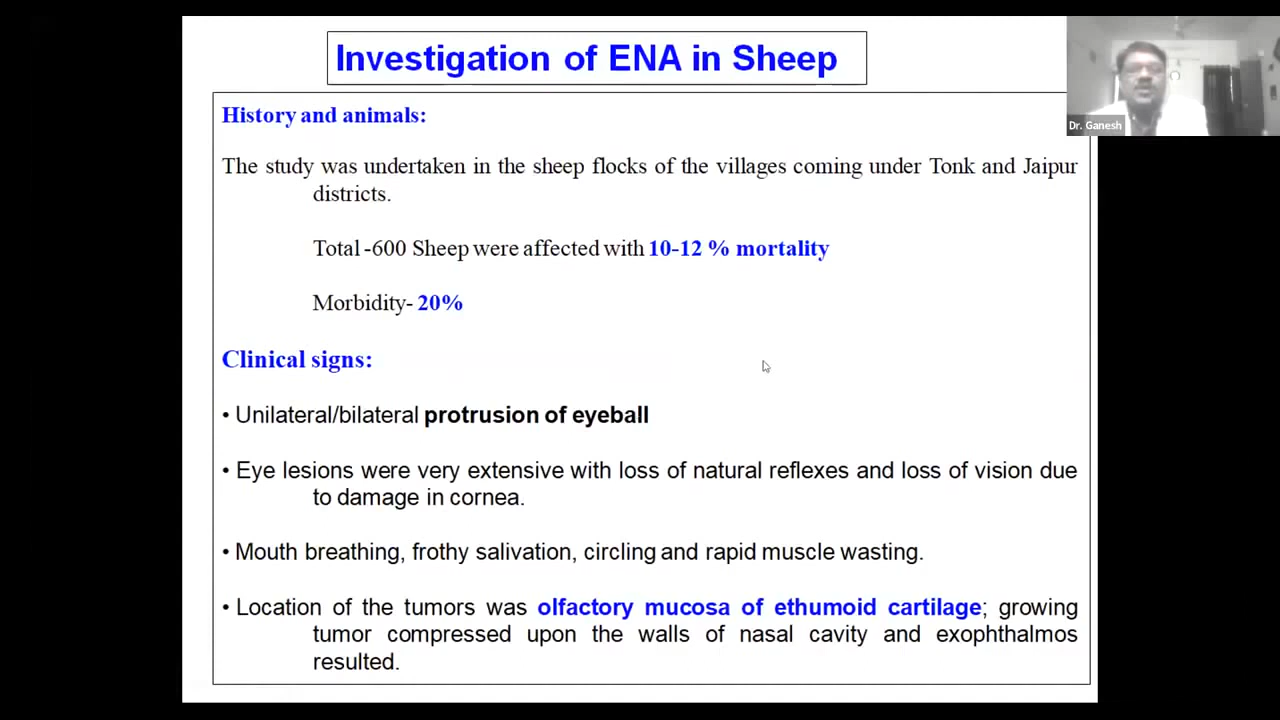 Investigation of ENA in Sheep
Dr. Ganesh
History and animals:
The study was undertaken in the sheep flocks of the villages coming under Tonk and Jaipur
districts.
Total -600 Sheep were affected with 10-12 % mortality
Morbidity- 20%
Clinical signs:
• Unilateral/bilateral protrusion of eyeball
• Eye lesions were very extensive with loss of natural reflexes and loss of vision due
to damage in cornea.
• Mouth breathing, frothy salivation, circling and rapid muscle wasting.
• Location of the tumors was olfactory mucosa of ethumoid cartilage; growing
tumor compressed upon the walls of nasal cavity and exophthalmos
resulted.